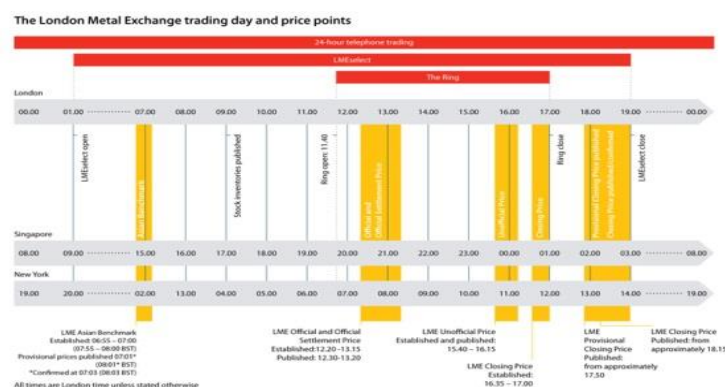 The London Metal Exchange trading day and price points
24-hour telephone trading
LMEselect
The Ring
London
00.00 01.00 07.00 08.00 09.00 10.00 11.00 12.00 13.00 14.00 15.00 16.00 17.00 18.00 19.00 00.00
LMEselect open
Asian Benchmark
Stock inventories published
Ring open: 11.40
Official and
Official Settlement Price
Unofficial Price
Closing Price
Ring close
Provisional Closing Price published
Closing Price published/confirmed
LMEselect close
Singapore
08.00 09.00 15.00 16.00 17.00 18.00 19.00 20.00 21.00 22.00 23.00 00.00 01.00 02.00 03.00 08.00
New York
19.00 20.00 02.00 13.00 04.00 05.00 06.00 07.00 08.00 09.00 10.00 11.00 12.00 13.00 14.00 19.00
LME Asian Benchmark
Established: 06:55 – 07:00
(07:55 – 08:00 BST)
Provisional prices published 07:01*
(08:01* BST)
*Confirmed at 07:03 (08:03 BST)
LME Official and Official
Settlement Price
Established:12.20 -13.15
Published: 12.30-13.20
LME Unofficial Price
Established and published:
15.40 – 16.15
LME Closing Price
Established:
16.35 – 17.00
LME
Provisional
Closing Price
Published:
from approximately
17.50
LME Closing Price
Published: from
approximately 18.15
All times are London time unless stated otherwise